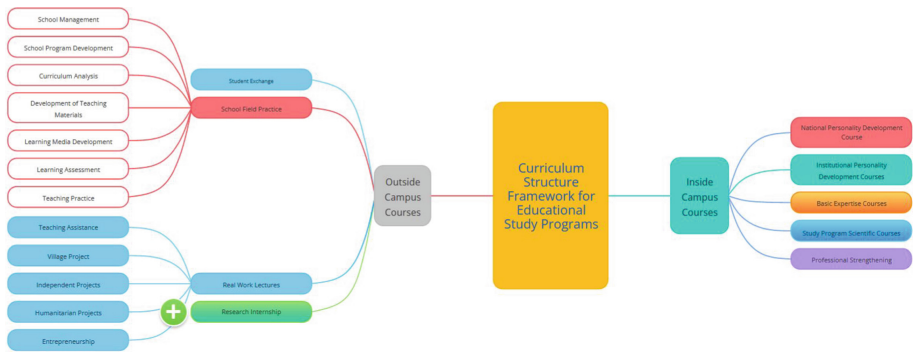 School Management
School Program Development
Curriculum Analysis
Development of Teaching
Materials
Learning Media Development
Learning Assessment
Teaching Practice
Teaching Assistance
Village Project
Independent Projects
Humanitarian Projects
Entrepreneurship
Student Exchange
School Field Practice
Real Work Lectures
Research Internship
Outside
Campus
Courses
Curriculum
Structure
Framework for
Educational
Study Programs
Inside
Campus
Courses
National Personality Development
Course
Institutional Personality
Development Courses
Basic Expertise Courses
Study Program Scientific Courses
Professional Strengthening